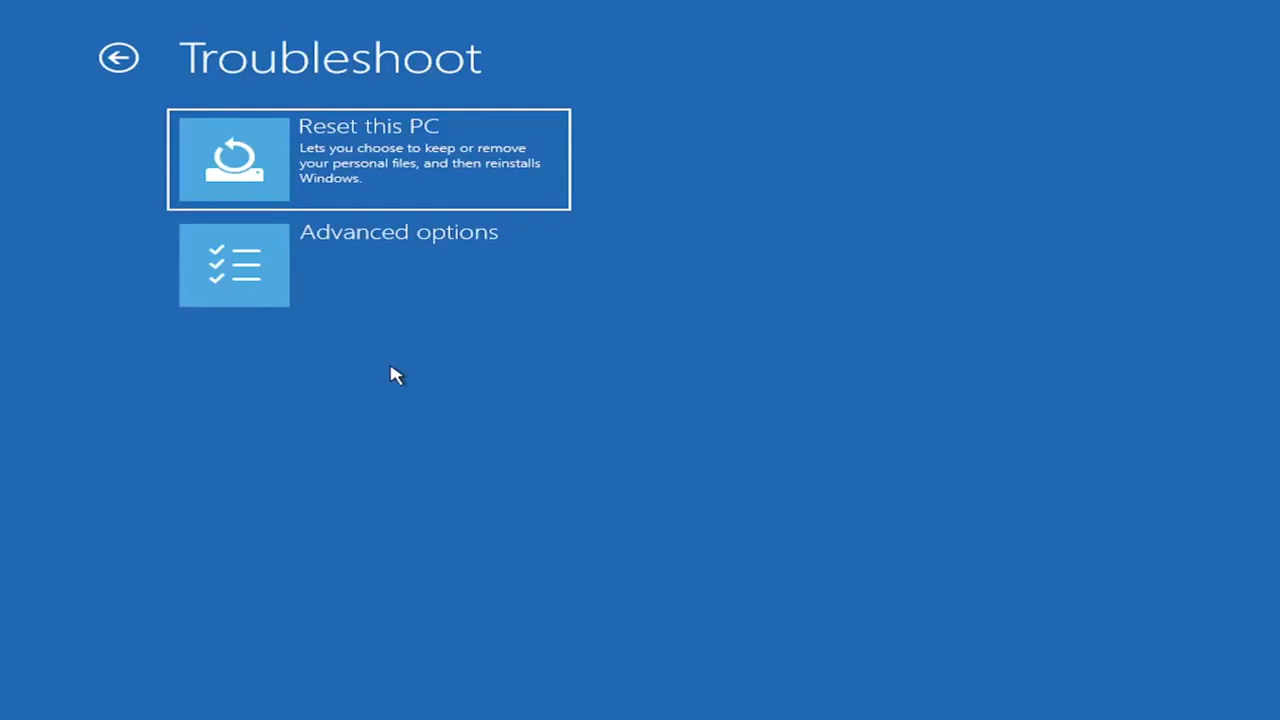 Troubleshoot
Reset this PC
Lets you choose to keep or remove
your personal files, and then reinstalls
Windows.
Advanced options